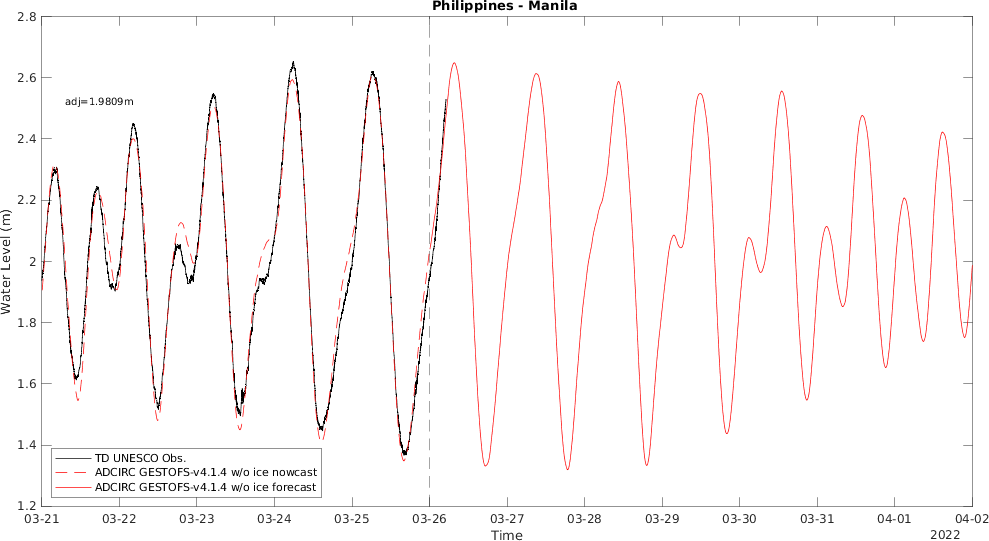 Philippines - Manila
2.8
2.6
2.4
2.2
2
1.8
1.6
1.4
1.2
Water Level (m)
adj=1.9809m
TD UNESCO Obs.
ADCIRC GESTOFS-v4.1.4 w/o ice nowcast
ADCIRC GESTOFS-v4.1.4 w/o ice forecast
03-21 03-22 03-23 03-24 03-25 03-26 03-27 03-28 03-29 03-30 03-31 04-01 04-02
Time
2022